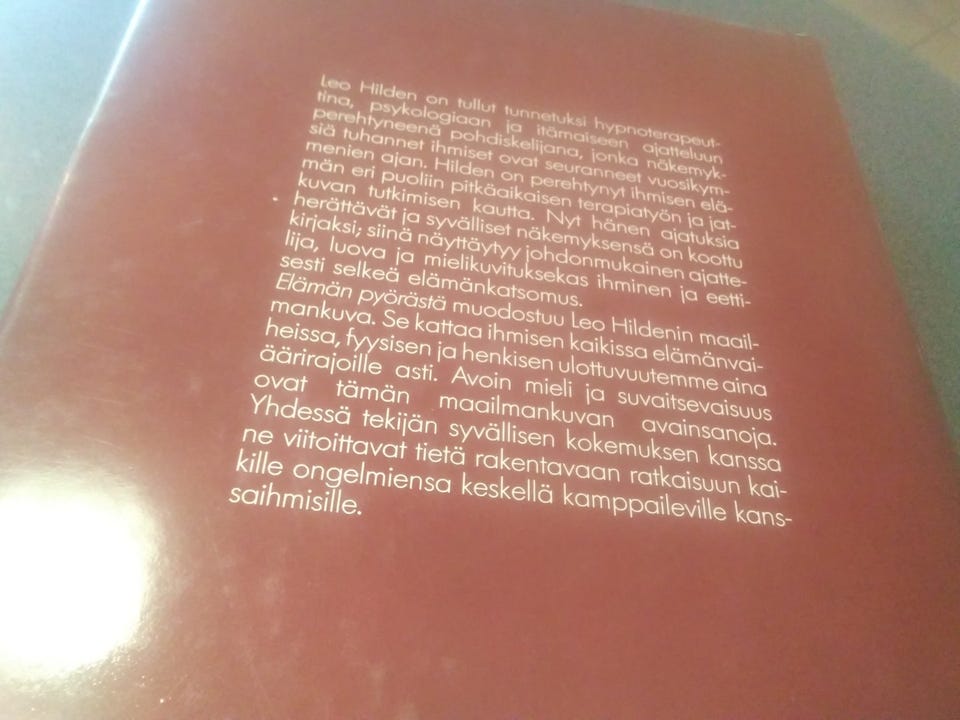 Leo Hilden on tullut tunnetuksi hypnoterapeut-
tina, psykologiaan ja itämaiseen ajatteluun
perehtyneenä pohdiskelijana, jonka näkemyk-
siä tuhannet ihmiset ovat seuranneet vuosikym-
menien ajan. Hilden on perehtynyt ihmisen elä-
män eri puoliin pitkäaikaisen terapiatyön ja jat-
kuvan tutkimisen kautta. Nyt hänen ajatuksia
herättävät ja syvälliset näkemyksensä on koottu
kirjaksi; siinä näyttäytyy johdonmukainen ajatte-
lija, luova ja mielikuvituksekas ihminen ja eetti-
sesti selkeä elämänkatsomus.
Elämän pyörästä muodostuu Leo Hildenin maail-
mankuva. Se kattaa ihmisen kaikissa elämänvai-
heissa, fyysisen ja henkisen ulottuvuutemme aina
äärirajoille asti. Avoin mieli ja suvaitsevaisuus
ovat tämän maailmankuvan avainsanoja.
Yhdessä tekijän syvällisen kokemuksen kanssa
ne viitoittavat tietä rakentavaan ratkaisuun kai-
kille ongelmiensa keskellä kamppaileville kans-
saihmisille.